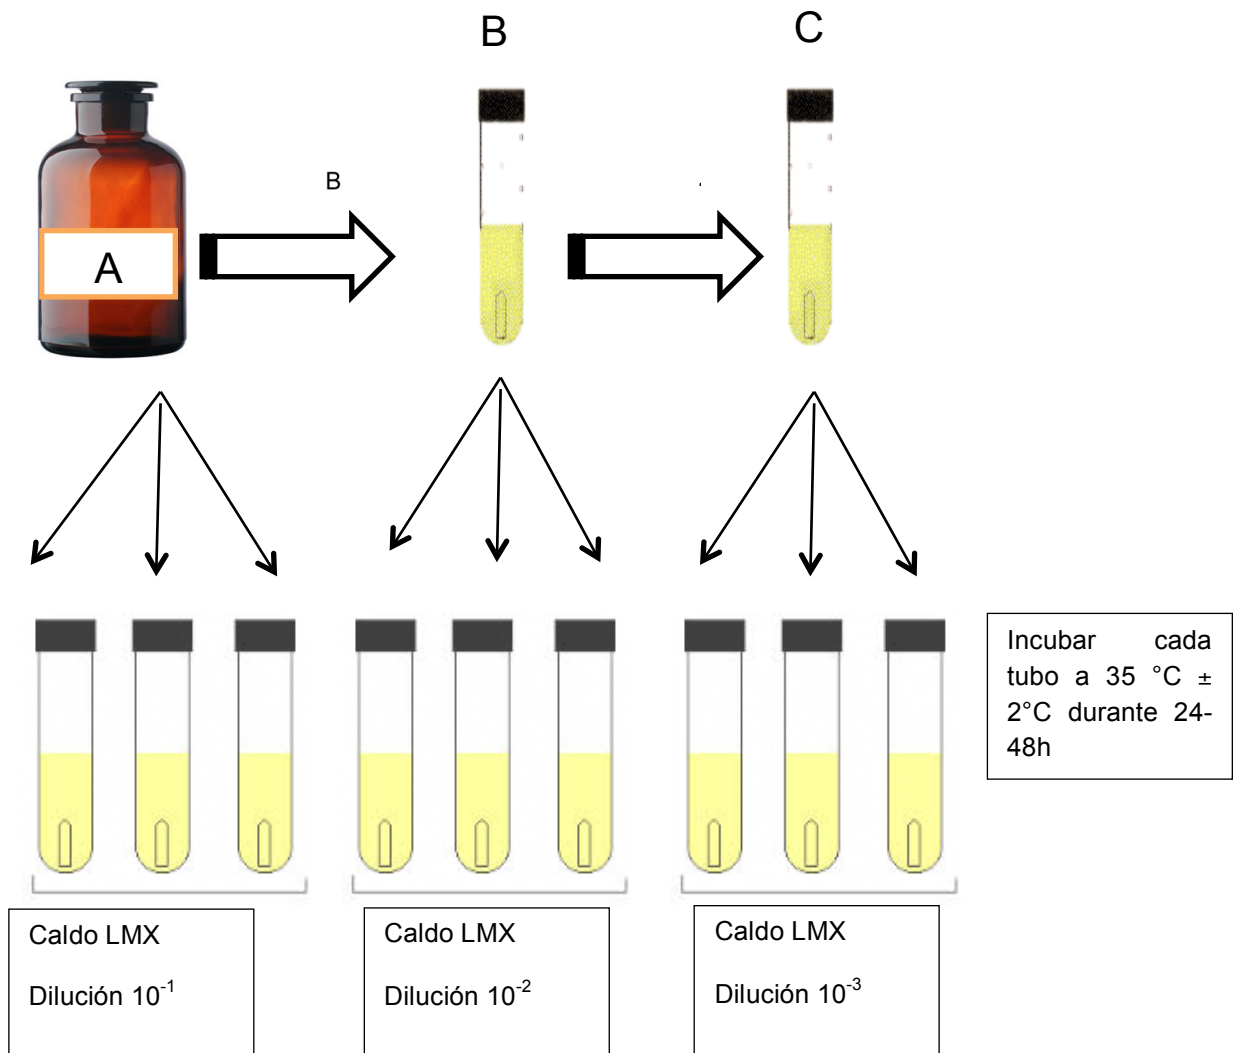 B
C
B
A
Incubar cada
tubo a 35 °C ±
2°C durante 24-
48h
Caldo LMX
Dilución 10⁻¹
Caldo LMX
Dilución 10⁻²
Caldo LMX
Dilución 10⁻³